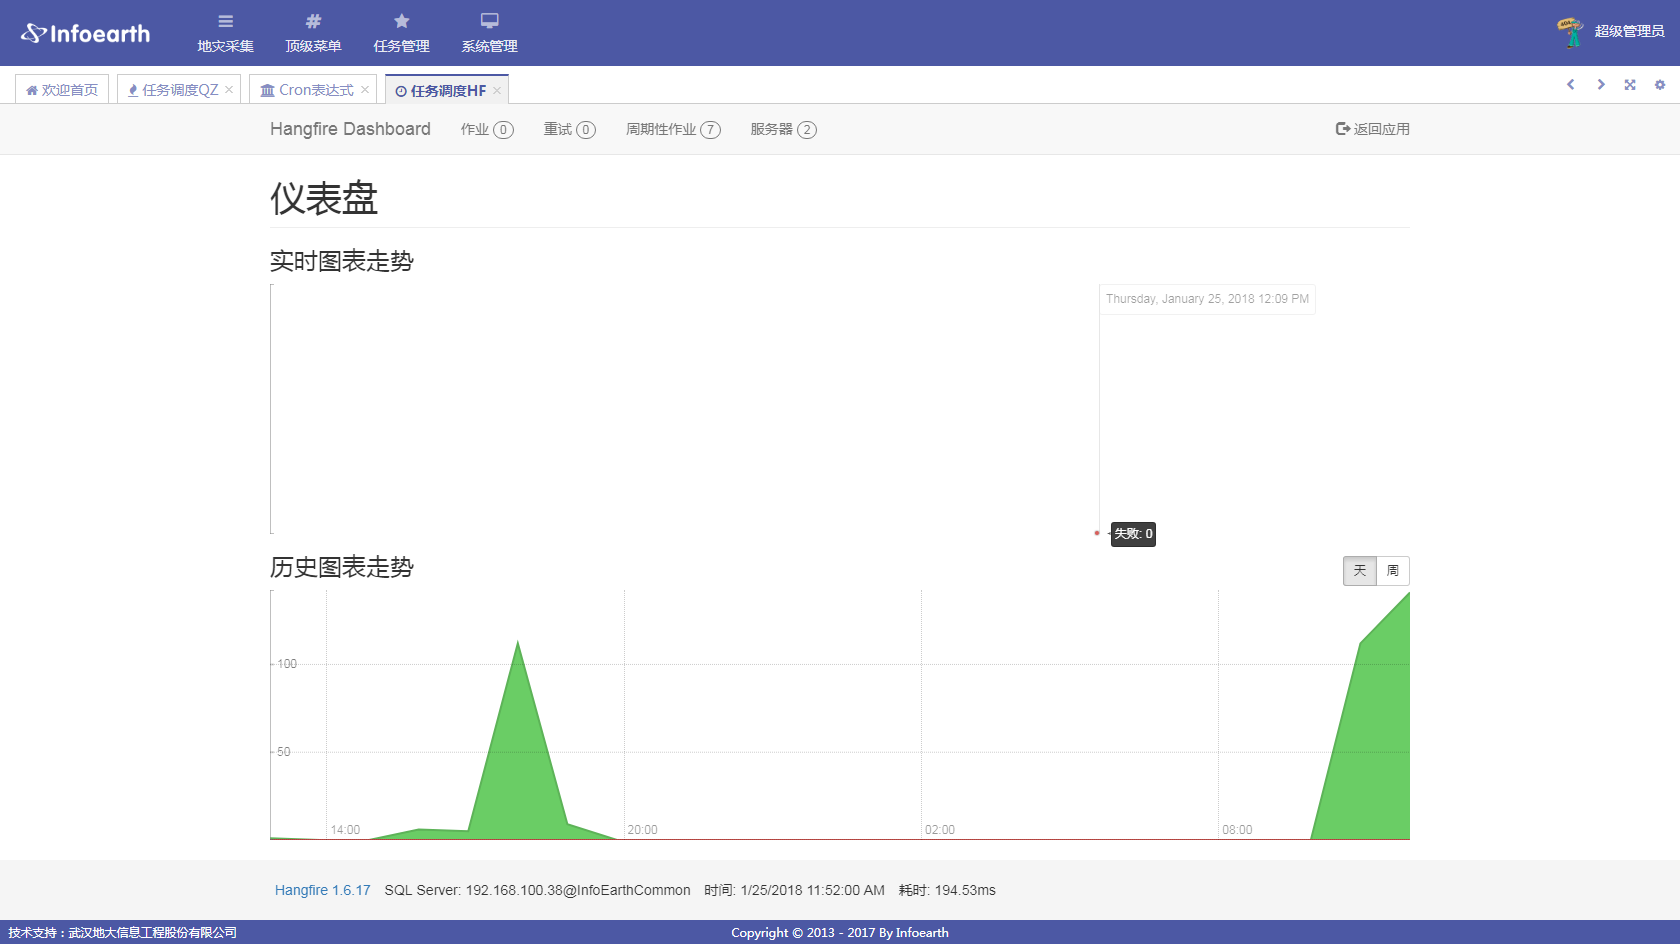 Infoearth
地灾采集
顶级菜单
任务管理
系统管理
超级管理员
欢迎首页
任务调度QZ ×
Cron表达式 ×
任务调度HF ×
Hangfire Dashboard
作业 0
重试 0
周期性作业 7
服务器 2
返回应用
仪表盘
实时图表走势
Thursday, January 25, 2018 12:09 PM
失败: 0
历史图表走势
天 周
100
50
14:00 20:00 02:00 08:00
Hangfire 1.6.17 SQL Server: 192.168.100.38@InfoEarthCommon 时间: 1/25/2018 11:52:00 AM 耗时: 194.53ms
技术支持：武汉地大信息工程股份有限公司 Copyright © 2013 - 2017 By Infoearth